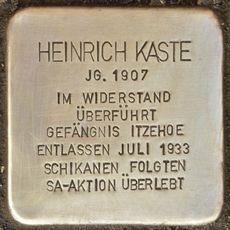 HEINRICH KASTE
JG. 1907
IM WIDERSTAND
ÜBERFÜHRT
GEFÄNGNIS ITZEHOE
ENTLASSEN JULI 1933
SCHIKANEN FOLGTEN
SA-AKTION ÜBERLEBT